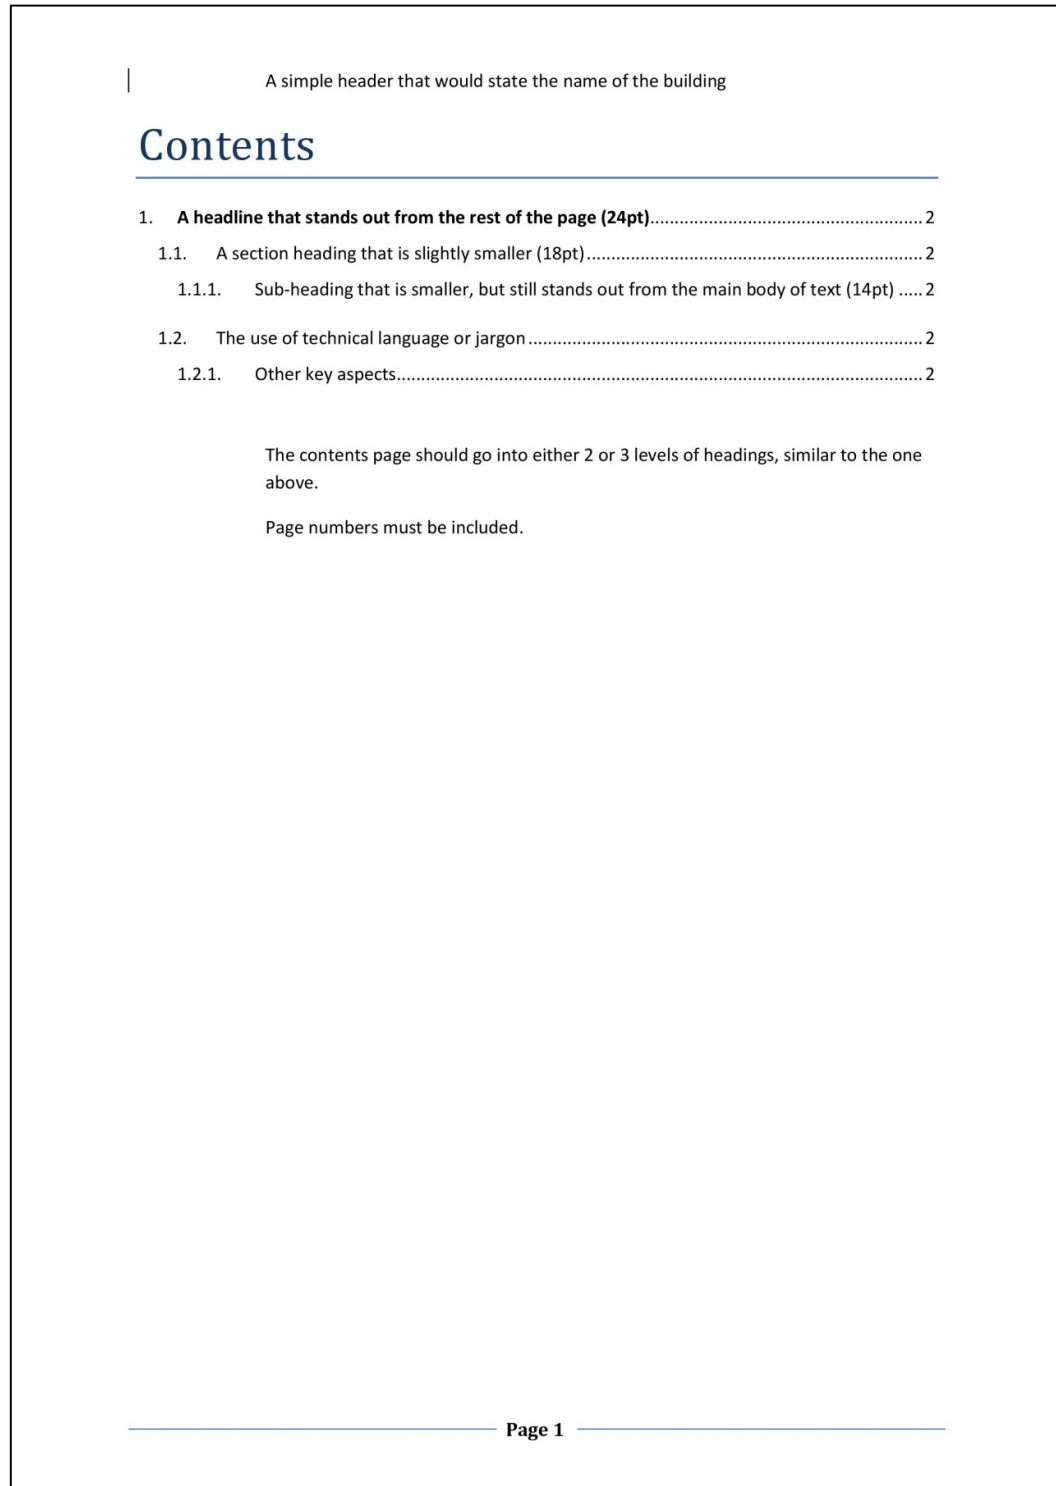 A simple header that would state the name of the building
Contents
1. A headline that stands out from the rest of the page (24pt)........................................................ 2
1.1. A section heading that is slightly smaller (18pt)..................................................................... 2
1.1.1. Sub-heading that is smaller, but still stands out from the main body of text (14pt) ..... 2
1.2. The use of technical language or jargon................................................................................. 2
1.2.1. Other key aspects............................................................................................................ 2
The contents page should go into either 2 or 3 levels of headings, similar to the one
above.
Page numbers must be included.
Page 1